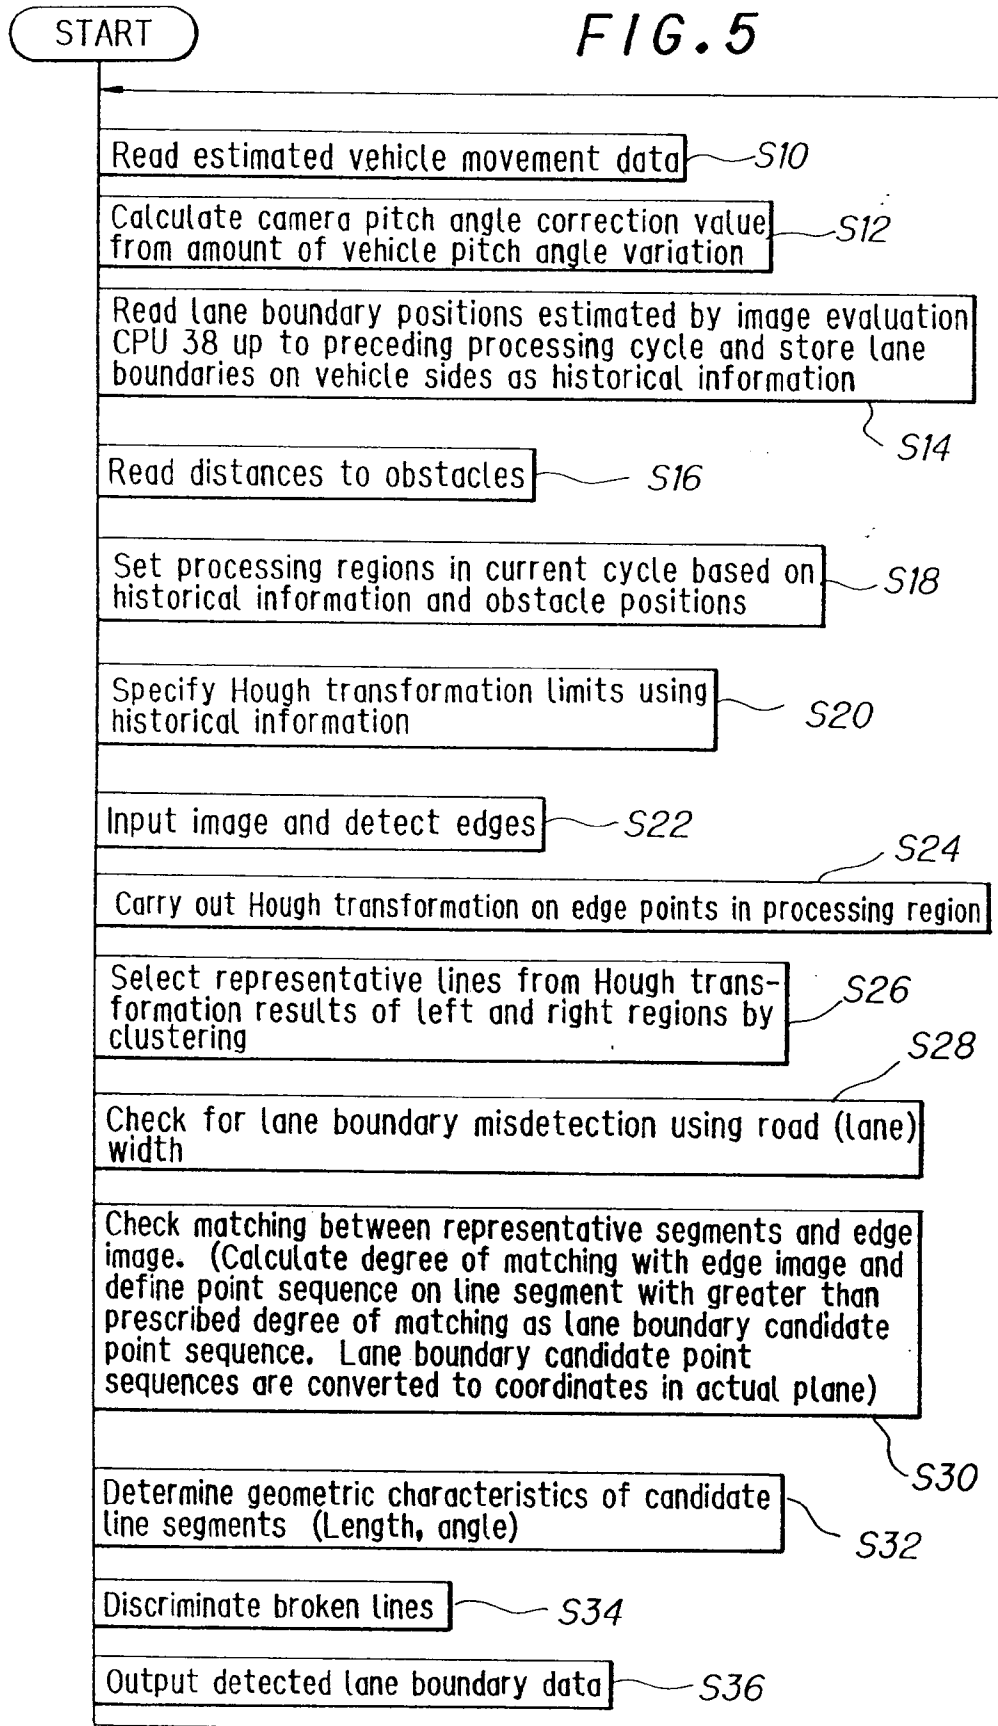 START
FIG.5
Read estimated vehicle movement data
S10
Calculate camera pitch angle correction value
from amount of vehicle pitch angle variation
S12
Read lane boundary positions estimated by image evaluation
CPU 38 up to preceding processing cycle and store lane
boundaries on vehicle sides as historical information
S14
Read distances to obstacles
S16
Set processing regions in current cycle based on
historical information and obstacle positions
S18
Specify Hough transformation limits using
historical information
S20
Input image and detect edges
S22
S24
Carry out Hough transformation on edge points in processing region
Select representative lines from Hough trans-
formation results of left and right regions by
clustering
S26
S28
Check for lane boundary misdetection using road (lane)
width
Check matching between representative segments and edge
image. (Calculate degree of matching with edge image and
define point sequence on line segment with greater than
prescribed degree of matching as lane boundary candidate
point sequence. Lane boundary candidate point
sequences are converted to coordinates in actual plane)
S30
Determine geometric characteristics of candidate
line segments (Length, angle)
S32
Discriminate broken lines
S34
Output detected lane boundary data
S36